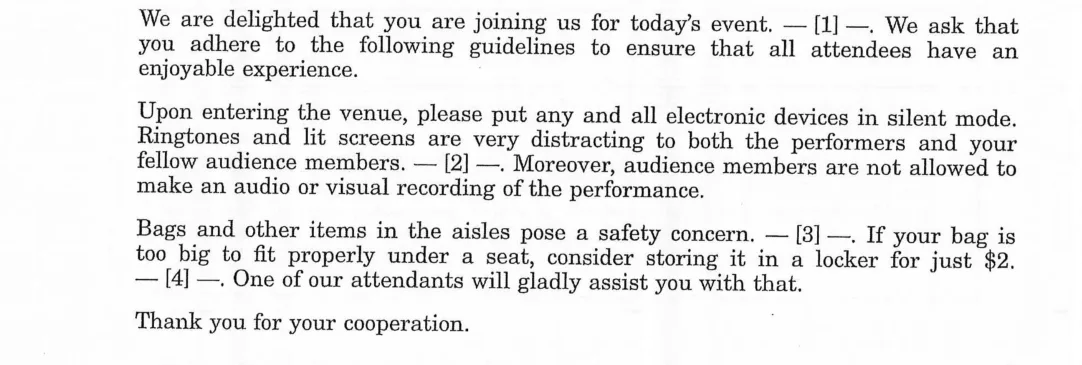 We are delighted that you are joining us for today's event. — [1] —. We ask that
you adhere to the following guidelines to ensure that all attendees have an
enjoyable experience.
Upon entering the venue, please put any and all electronic devices in silent mode.
Ringtones and lit screens are very distracting to both the performers and your
fellow audience members. — [2] —. Moreover, audience members are not allowed to
make an audio or visual recording of the performance.
Bags and other items in the aisles pose a safety concern. — [3] —. If your bag is
too big to fit properly under a seat, consider storing it in a locker for just $2.
— [4] —. One of our attendants will gladly assist you with that.
Thank you for your cooperation.